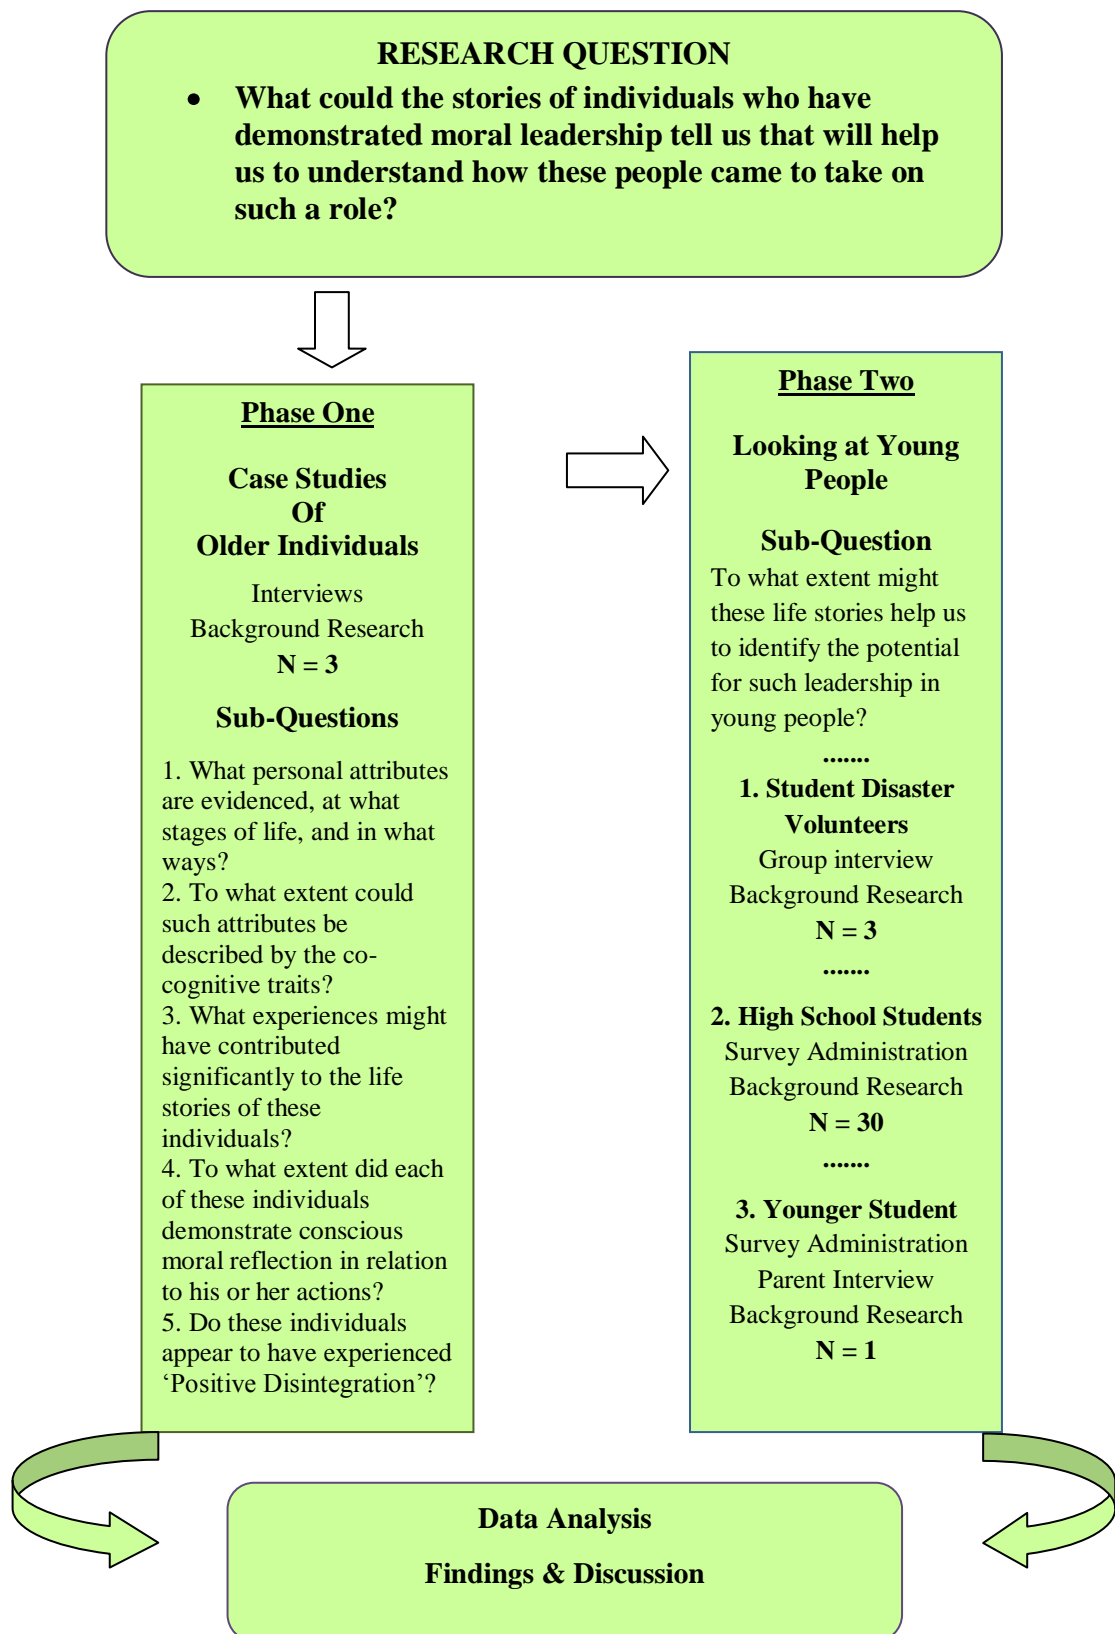 RESEARCH QUESTION
• What could the stories of individuals who have
demonstrated moral leadership tell us that will help
us to understand how these people came to take on
such a role?
Phase One
Case Studies
Of
Older Individuals
Interviews
Background Research
N = 3
Sub-Questions
1. What personal attributes
are evidenced, at what
stages of life, and in what
ways?
2. To what extent could
such attributes be
described by the co-
cognitive traits?
3. What experiences might
have contributed
significantly to the life
stories of these
individuals?
4. To what extent did each
of these individuals
demonstrate conscious
moral reflection in relation
to his or her actions?
5. Do these individuals
appear to have experienced
‘Positive Disintegration’?
Phase Two
Looking at Young
People
Sub-Question
To what extent might
these life stories help us
to identify the potential
for such leadership in
young people?
.......
1. Student Disaster
Volunteers
Group interview
Background Research
N = 3
.......
2. High School Students
Survey Administration
Background Research
N = 30
.......
3. Younger Student
Survey Administration
Parent Interview
Background Research
N = 1
Data Analysis
Findings & Discussion